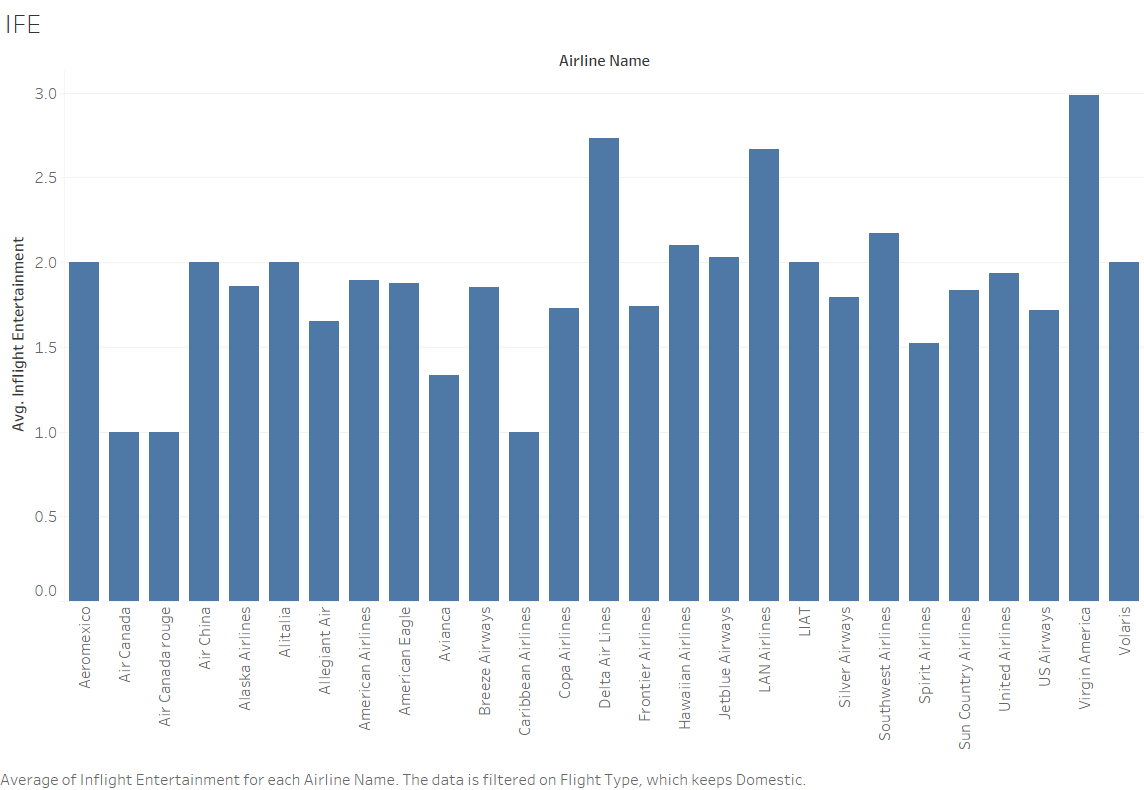 IFE
Airline Name
Avg. Inflight Entertainment
3.0
2.5
2.0
1.5
1.0
0.5
0.0
Aeromexico
Air Canada
Air Canada rouge
Air China
Alaska Airlines
Alitalia
Allegiant Air
American Airlines
American Eagle
Avianca
Breeze Airways
Caribbean Airlines
Copa Airlines
Delta Air Lines
Frontier Airlines
Hawaiian Airlines
Jetblue Airways
LAN Airlines
LIAT
Silver Airways
Southwest Airlines
Spirit Airlines
Sun Country Airlines
United Airlines
US Airways
Virgin America
Volaris
Average of Inflight Entertainment for each Airline Name. The data is filtered on Flight Type, which keeps Domestic.